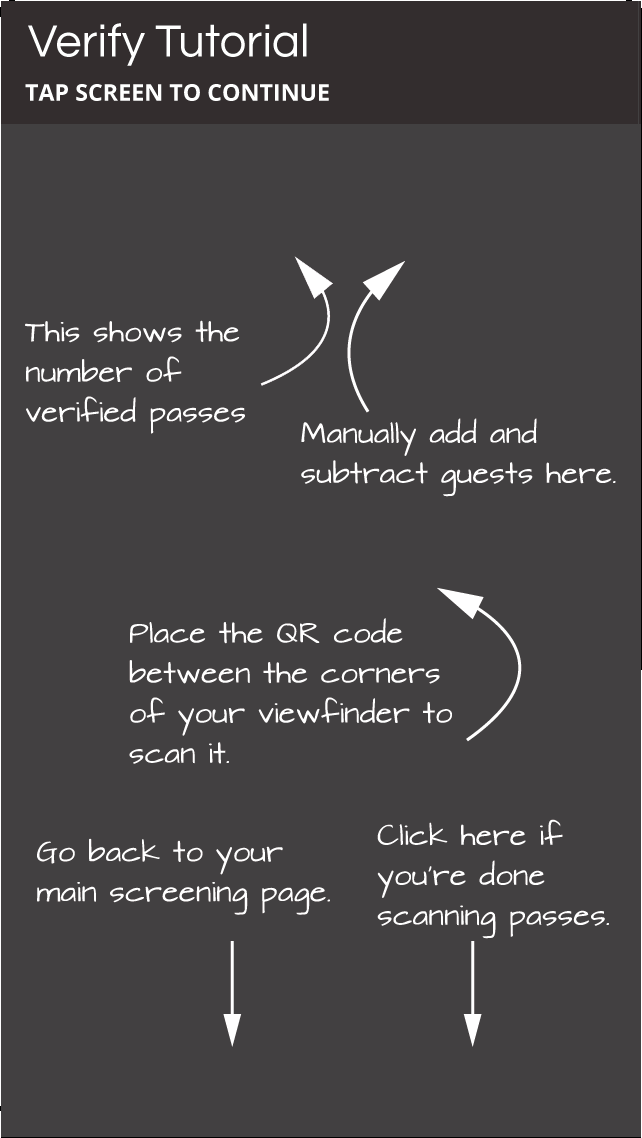 Verify Tutorial
TAP SCREEN TO CONTINUE
This shows the
number of
verified passes
Manually add and
subtract guests here.
Place the QR code
between the corners
of your viewfinder to
scan it.
Go back to your
main screening page.
Click here if
you're done
scanning passes.